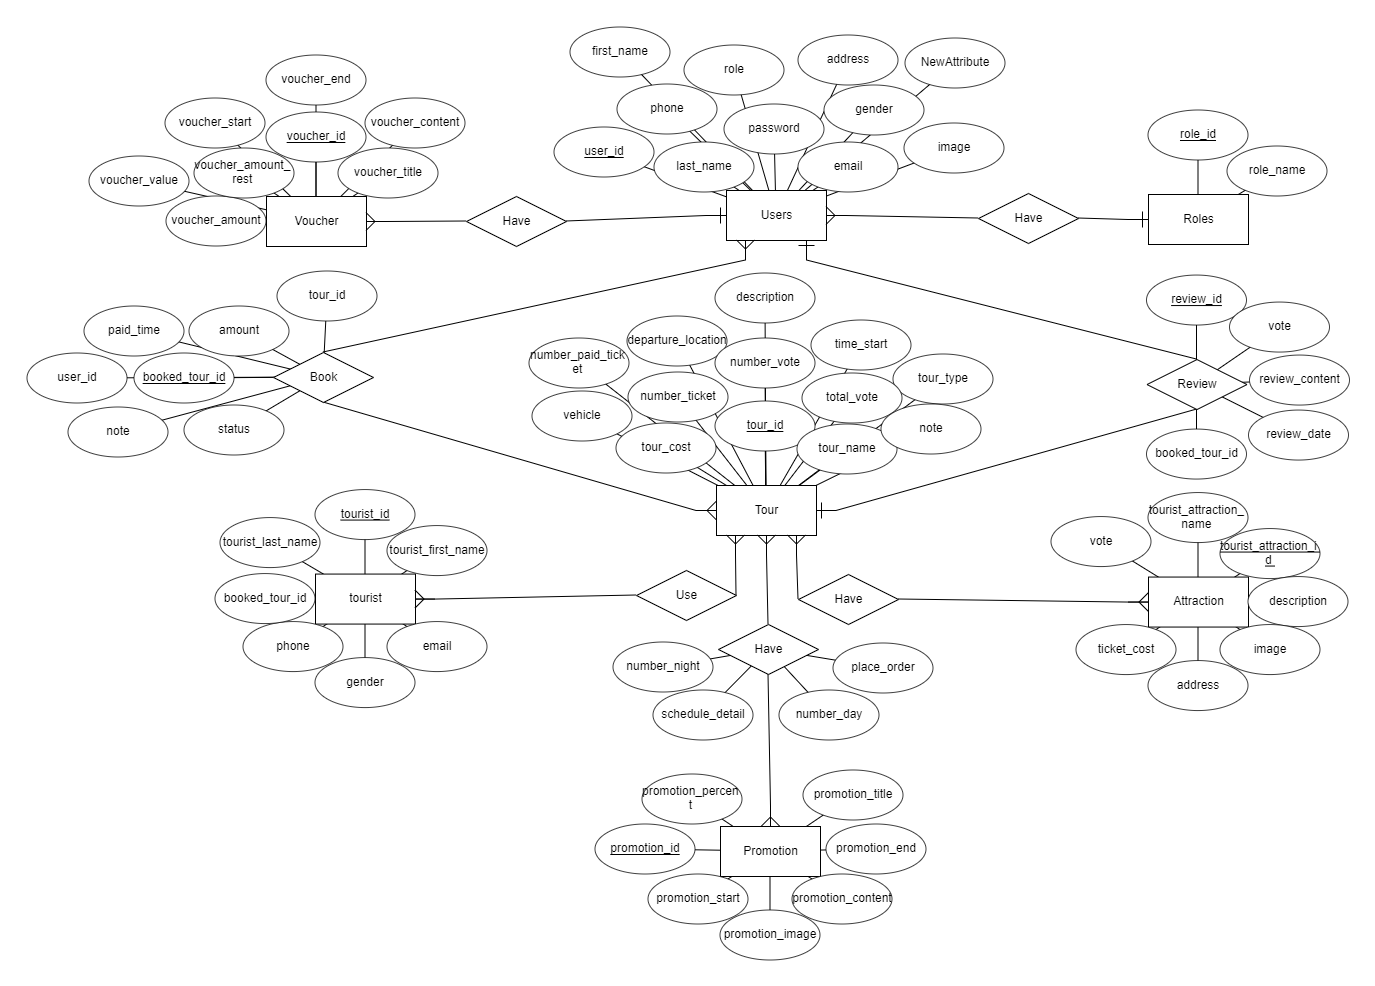 first_name
role
address
NewAttribute
voucher_end
phone
gender
voucher_start
voucher_id
voucher_content
password
role_id
user_id
last_name
email
image
voucher_value
voucher_amount_
rest
voucher_title
role_name
voucher_amount
Voucher
Have
Users
Have
Roles
tour_id
description
review_id
paid_time
amount
departure_location
time_start
vote
number_paid_tick
et
number_vote
user_id
booked_tour_id
Book
tour_type
Review
review_content
number_ticket
total_vote
vehicle
tour_id
note
note
status
review_date
tour_cost
tour_name
booked_tour_id
Tour
tourist_id
tourist_attraction_
name
tourist_last_name
tourist_first_name
vote
tourist_attraction_i
d
booked_tour_id
tourist
Use
Have
Attraction
description
phone
email
Have
ticket_cost
image
number_night
place_order
gender
address
schedule_detail
number_day
promotion_percen
t
promotion_title
promotion_id
Promotion
promotion_end
promotion_start
promotion_content
promotion_image